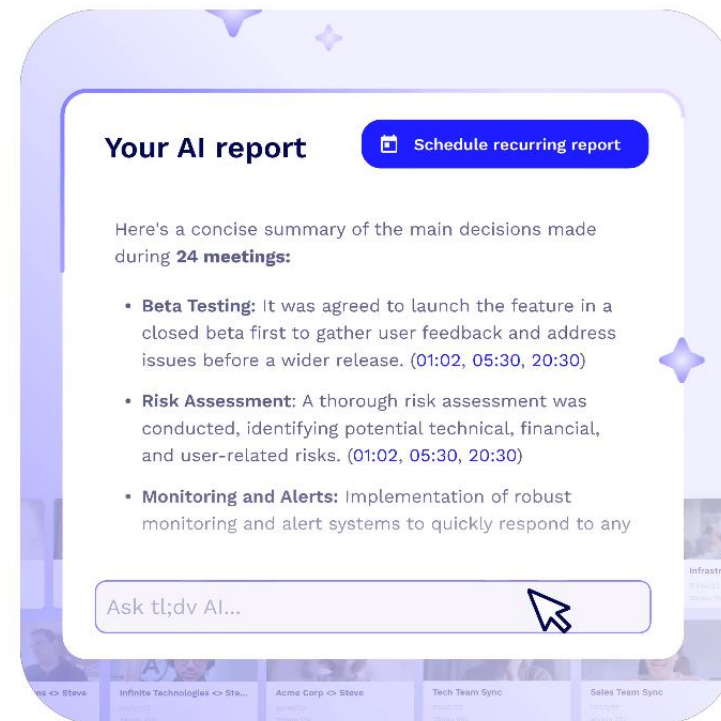 Your AI report
Schedule recurring report
Here's a concise summary of the main decisions made
during 24 meetings:
• Beta Testing: It was agreed to launch the feature in a
closed beta first to gather user feedback and address
issues before a wider release. (01:02, 05:30, 20:30)
• Risk Assessment: A thorough risk assessment was
conducted, identifying potential technical, financial,
and user-related risks. (01:02, 05:30, 20:30)
• Monitoring and Alerts: Implementation of robust
monitoring and alert systems to quickly respond to any
Ask tl;dv AI...
Infrastr
ns <> Steve
Infinite Technologies <> Ste...
Acme Corp <> Steve
Tech Team Sync
Sales Team Sync